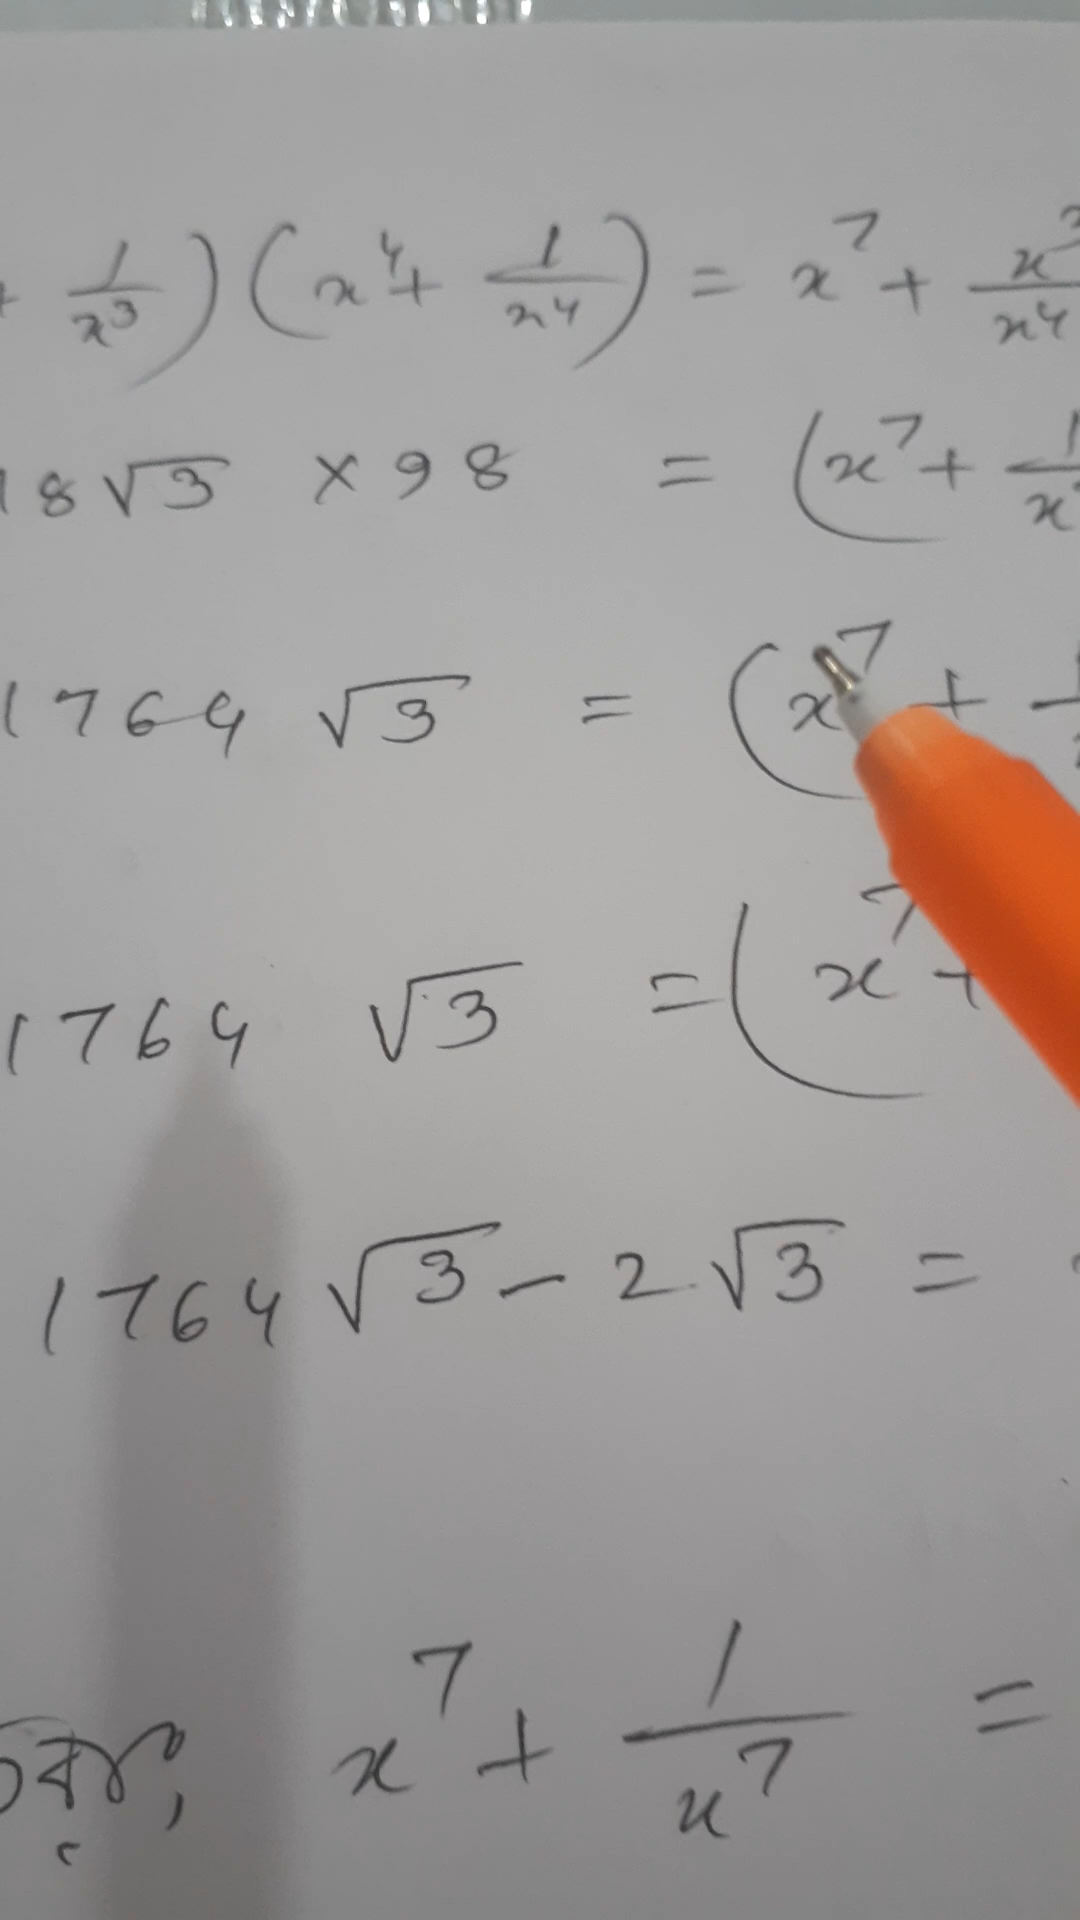 + 1/x³)(x⁴ + 1/x⁴) = x⁷ + x³/x⁴
18√3 × 98 = (x⁷ + 1/x
1764 √3 = (x⁷ +
1764 √3 = (x⁷ +
1764√3 - 2√3 =
x⁷ + 1/x⁷ =